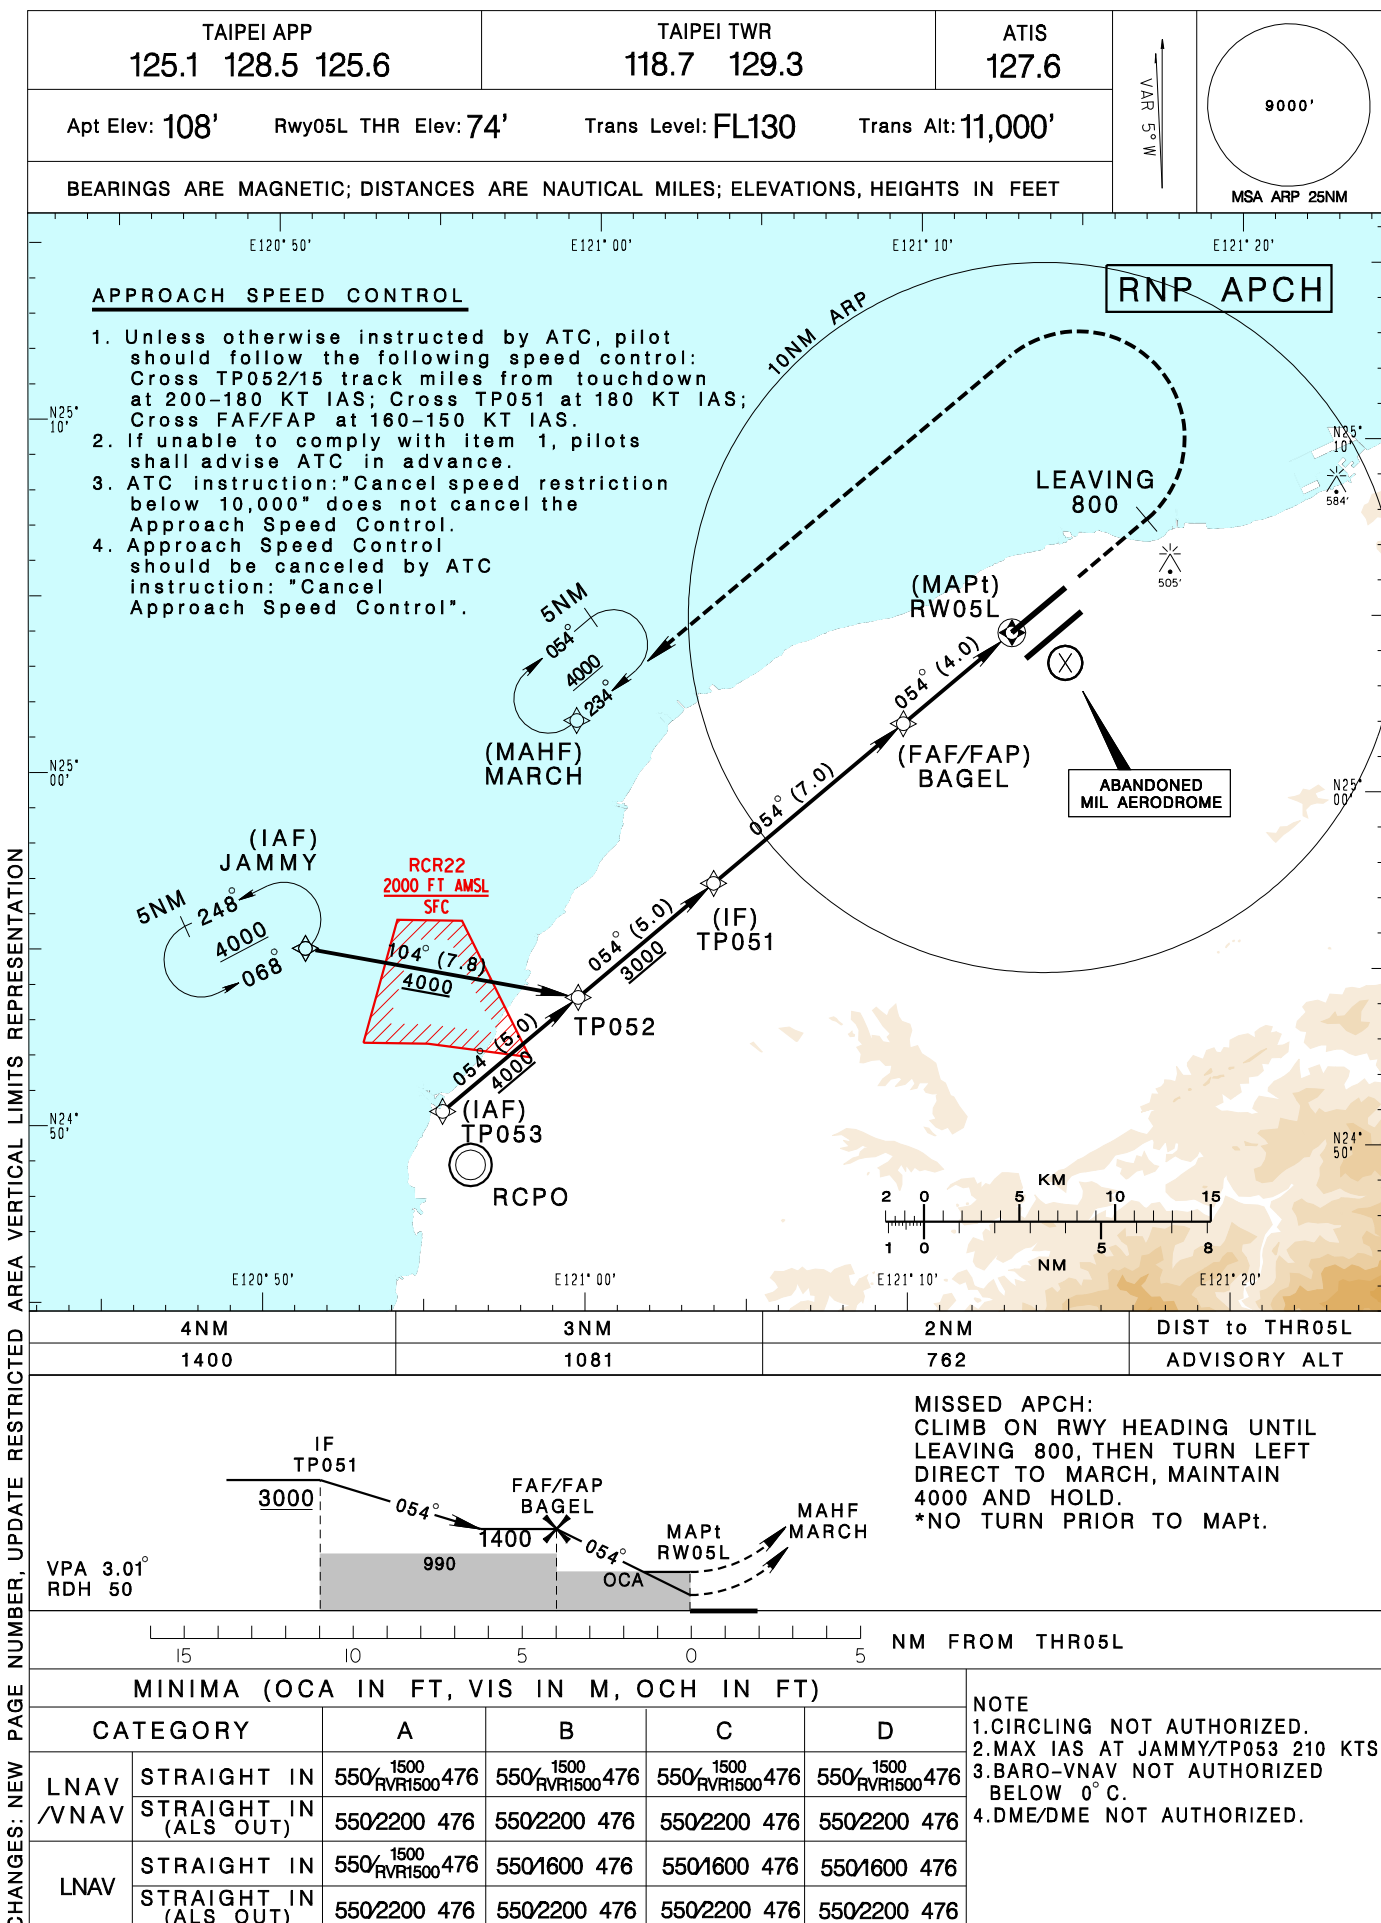 TAIPEI APP
125.1 128.5 125.6
TAIPEI TWR
118.7 129.3
ATIS
127.6
VAR 5°W
9000'
MSA ARP 25NM
Apt Elev: 108'
Rwy05L THR Elev: 74'
Trans Level: FL130
Trans Alt: 11,000'
BEARINGS ARE MAGNETIC; DISTANCES ARE NAUTICAL MILES; ELEVATIONS, HEIGHTS IN FEET
E120° 50'
E121° 00'
E121° 10'
E121° 20'
RNP APCH
APPROACH SPEED CONTROL
1. Unless otherwise instructed by ATC, pilot
should follow the following speed control:
Cross TP052/15 track miles from touchdown
at 200-180 KT IAS; Cross TP051 at 180 KT IAS;
Cross FAF/FAP at 160-150 KT IAS.
2. If unable to comply with item 1, pilots
shall advise ATC in advance.
3. ATC instruction:"Cancel speed restriction
below 10,000" does not cancel the
Approach Speed Control.
4. Approach Speed Control
should be canceled by ATC
instruction: "Cancel
Approach Speed Control".
10NM ARP
N25°
10'
N25°
10'
584'
LEAVING
800
505'
(MAPt)
RW05L
5NM
054°
4000
234°
(MAHF)
MARCH
054° (4.0)
(FAF/FAP)
BAGEL
ABANDONED
MIL AERODROME
N25°
00'
N25°
00'
054° (7.0)
(IAF)
JAMMY
5NM
248°
4000
068°
RCR22
2000 FT AMSL
SFC
104° (7.8)
4000
054° (5.0)
3000
(IF)
TP051
TP052
054° (5.0)
4000
(IAF)
TP053
RCPO
N24°
50'
N24°
50'
KM
2 0 5 10 15
1 0 5 8
NM
E120° 50'
E121° 00'
E121° 10'
E121° 20'
4NM 3NM 2NM DIST to THR05L
1400 1081 762 ADVISORY ALT
MISSED APCH:
CLIMB ON RWY HEADING UNTIL
LEAVING 800, THEN TURN LEFT
DIRECT TO MARCH, MAINTAIN
4000 AND HOLD.
*NO TURN PRIOR TO MAPt.
IF
TP051
3000
054°
FAF/FAP
BAGEL
1400
990
054°
MAPt
RW05L
OCA
MAHF
MARCH
VPA 3.01°
RDH 50
15 10 5 0 5
NM FROM THR05L
MINIMA (OCA IN FT, VIS IN M, OCH IN FT)
CATEGORY A B C D
LNAV
/VNAV
STRAIGHT IN 550/1500 RVR1500 476 550/1500 RVR1500 476 550/1500 RVR1500 476 550/1500 RVR1500 476
STRAIGHT IN
(ALS OUT) 550/2200 476 550/2200 476 550/2200 476 550/2200 476
LNAV
STRAIGHT IN 550/1500 RVR1500 476 550/1600 476 550/1600 476 550/1600 476
STRAIGHT IN
(ALS OUT) 550/2200 476 550/2200 476 550/2200 476 550/2200 476
NOTE
1.CIRCLING NOT AUTHORIZED.
2.MAX IAS AT JAMMY/TP053 210 KTS
3.BARO-VNAV NOT AUTHORIZED
BELOW 0°C.
4.DME/DME NOT AUTHORIZED.
CHANGES: NEW PAGE NUMBER, UPDATE RESTRICTED AREA VERTICAL LIMITS REPRESENTATION